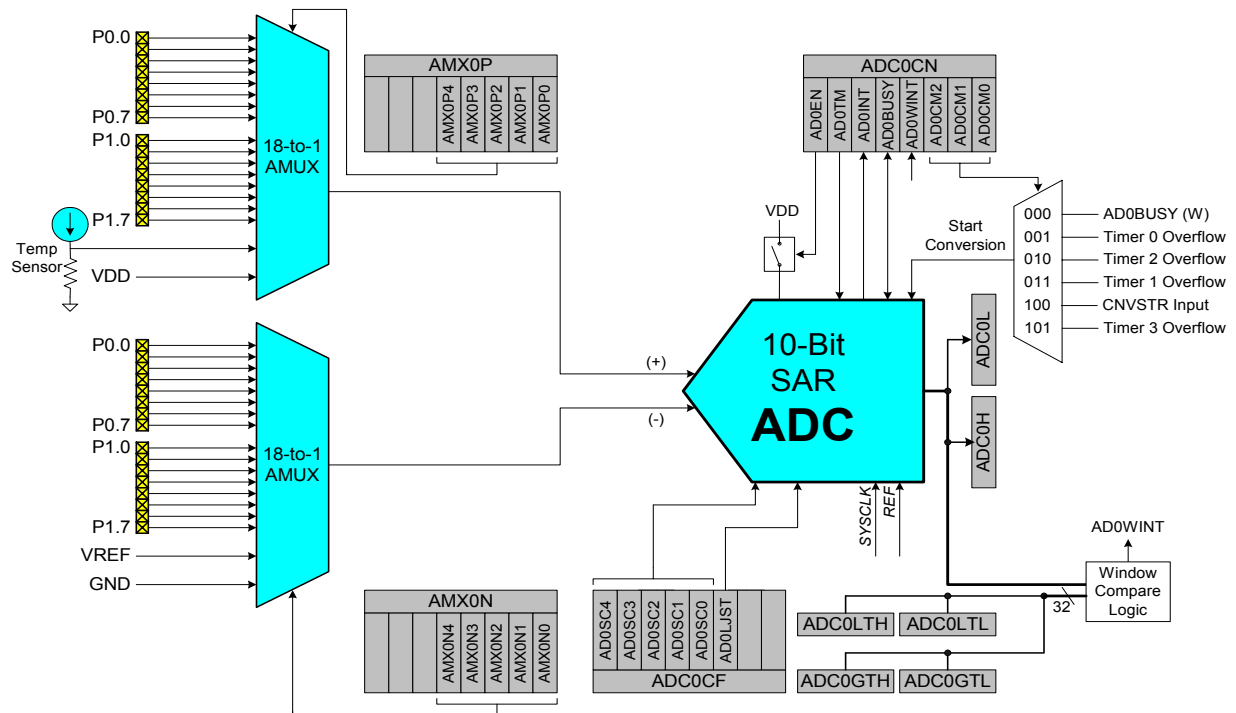 P0.0
P0.7
P1.0
P1.7
18-to-1
AMUX
Temp
Sensor
VDD
AMX0P
AMX0P4
AMX0P3
AMX0P2
AMX0P1
AMX0P0
ADC0CN
AD0EN
AD0TM
AD0INT
AD0BUSY
AD0WINT
AD0CM2
AD0CM1
AD0CM0
VDD
Start
Conversion
000
001
010
011
100
101
AD0BUSY (W)
Timer 0 Overflow
Timer 2 Overflow
Timer 1 Overflow
CNVSTR Input
Timer 3 Overflow
P0.0
P0.7
P1.0
P1.7
18-to-1
AMUX
VREF
GND
(+)
(-)
10-Bit
SAR
ADC
ADC0L
ADC0H
SYSCLK
REF
AMX0N
AMX0N4
AMX0N3
AMX0N2
AMX0N1
AMX0N0
AD0SC4
AD0SC3
AD0SC2
AD0SC1
AD0SC0
AD0LJST
ADC0CF
AD0WINT
Window
Compare
Logic
32
ADC0LTH
ADC0LTL
ADC0GTH
ADC0GTL